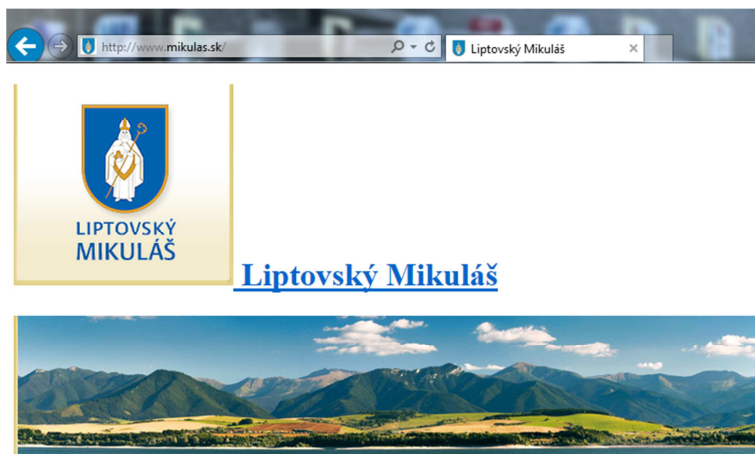 http://www.mikulas.sk/
Liptovský Mikuláš
LIPTOVSKÝ
MIKULÁŠ
Liptovský Mikuláš